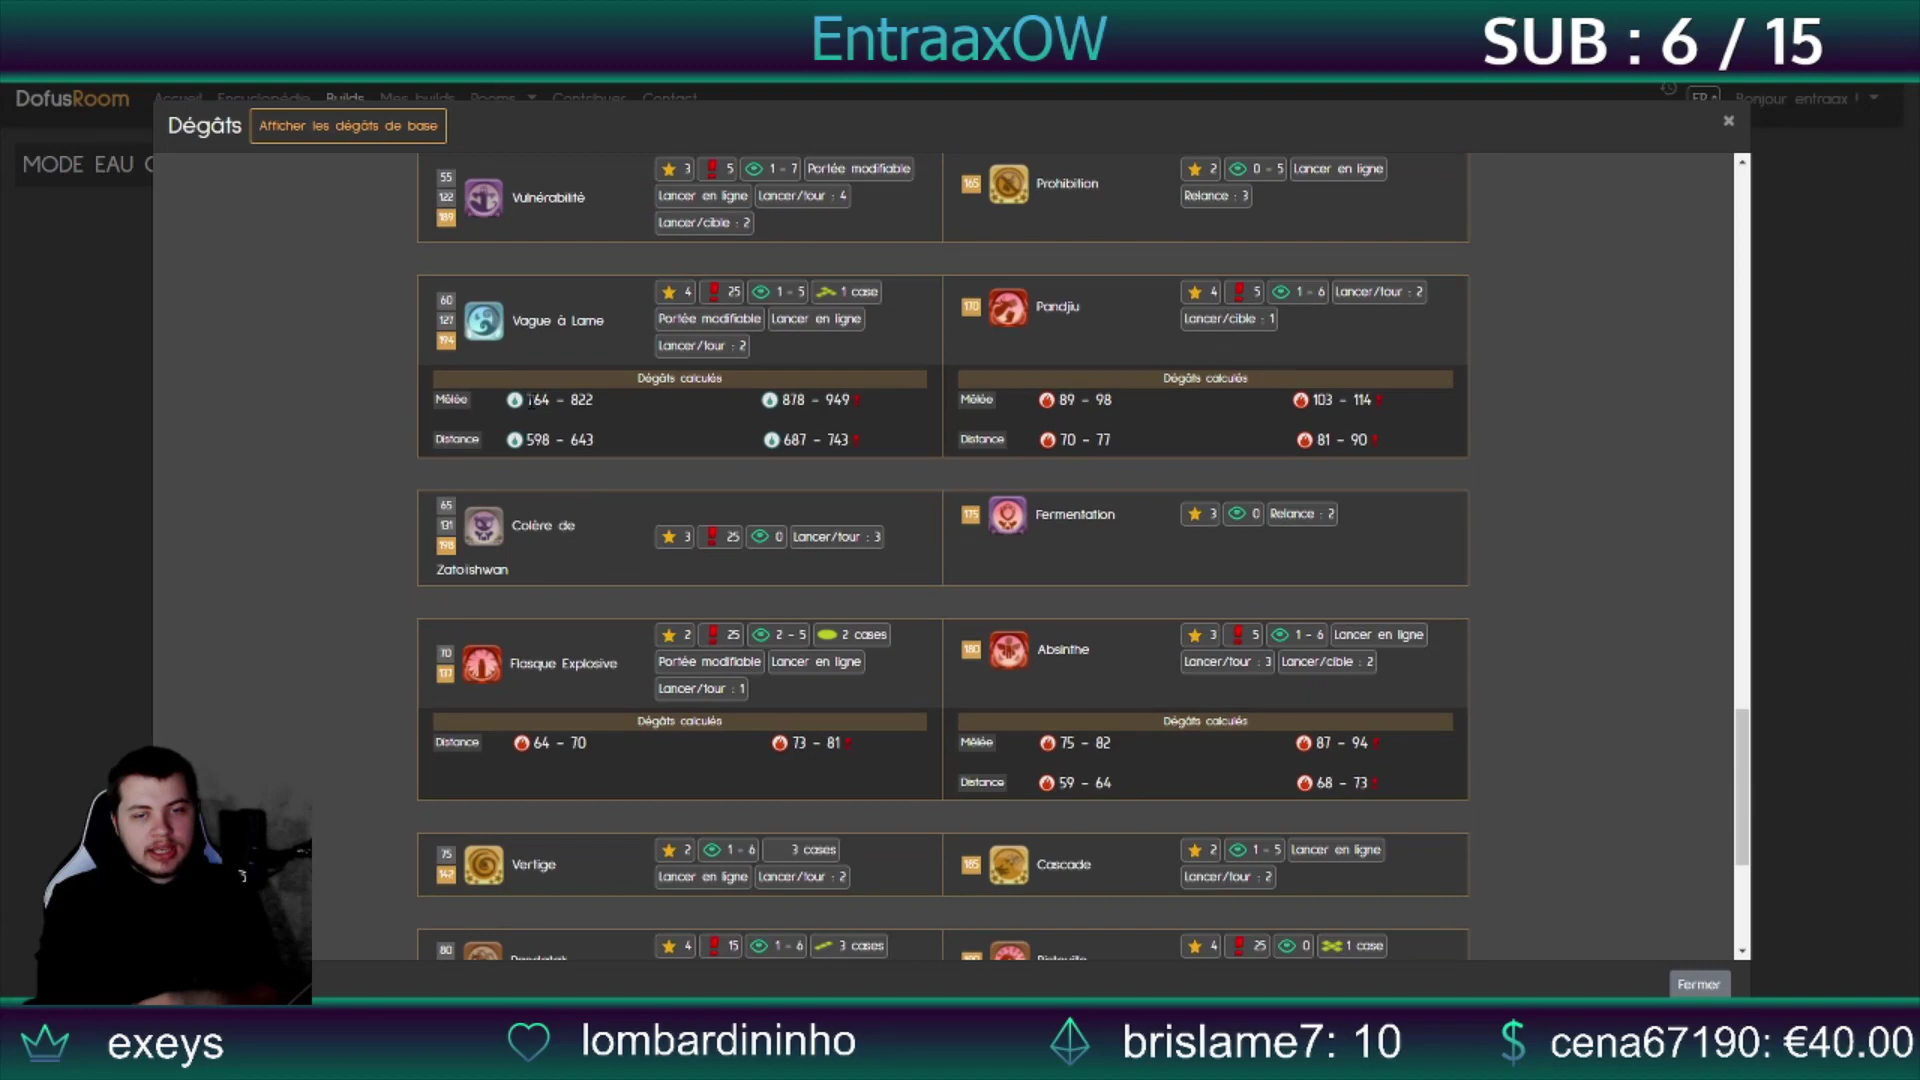 EntraaxOW
SUB : 6 / 15
DofusRoom
Accueil Encyclopédie Builds Mes builds Rooms Contribuer Contact
FR
Bonjour entraax !
MODE EAU
Dégâts
Afficher les dégâts de base
×
55
122
189
Vulnérabilité
3 5 1 - 7 Portée modifiable
Lancer en ligne Lancer/tour : 4
Lancer/cible : 2
165
Prohibition
2 0 - 5 Lancer en ligne
Relance : 3
60
127
194
Vague à Lame
4 25 1 - 5 1 case
Portée modifiable Lancer en ligne
Lancer/tour : 2
Dégâts calculés
Mêlée 822 878 - 949
Distance 598 - 643 687 - 743
170
Pandjiu
4 5 1 - 6 Lancer/tour : 2
Lancer/cible : 1
Dégâts calculés
Mêlée 89 - 98 103 - 114
Distance 70 - 77 81 - 90
65
131
198
Colère de
Zatoïshwan
3 25 0 Lancer/tour : 3
175
Fermentation
3 0 Relance : 2
70
137
Flasque Explosive
2 25 2 - 5 2 cases
Portée modifiable Lancer en ligne
Lancer/tour : 1
Dégâts calculés
Distance 64 - 70 73 - 81
180
Absinthe
3 5 1 - 6 Lancer en ligne
Lancer/tour : 3 Lancer/cible : 2
Dégâts calculés
Mêlée 75 - 82 87 - 94
Distance 59 - 64 68 - 73
75
142
Vertige
2 1 - 6 3 cases
Lancer en ligne Lancer/tour : 2
185
Cascade
2 1 - 5 Lancer en ligne
Lancer/tour : 2
80
4 15 1 - 6 3 cases
4 25 0 1 case
Fermer
exeys
lombardininho
brislame7: 10
$ cena67190: €40.00